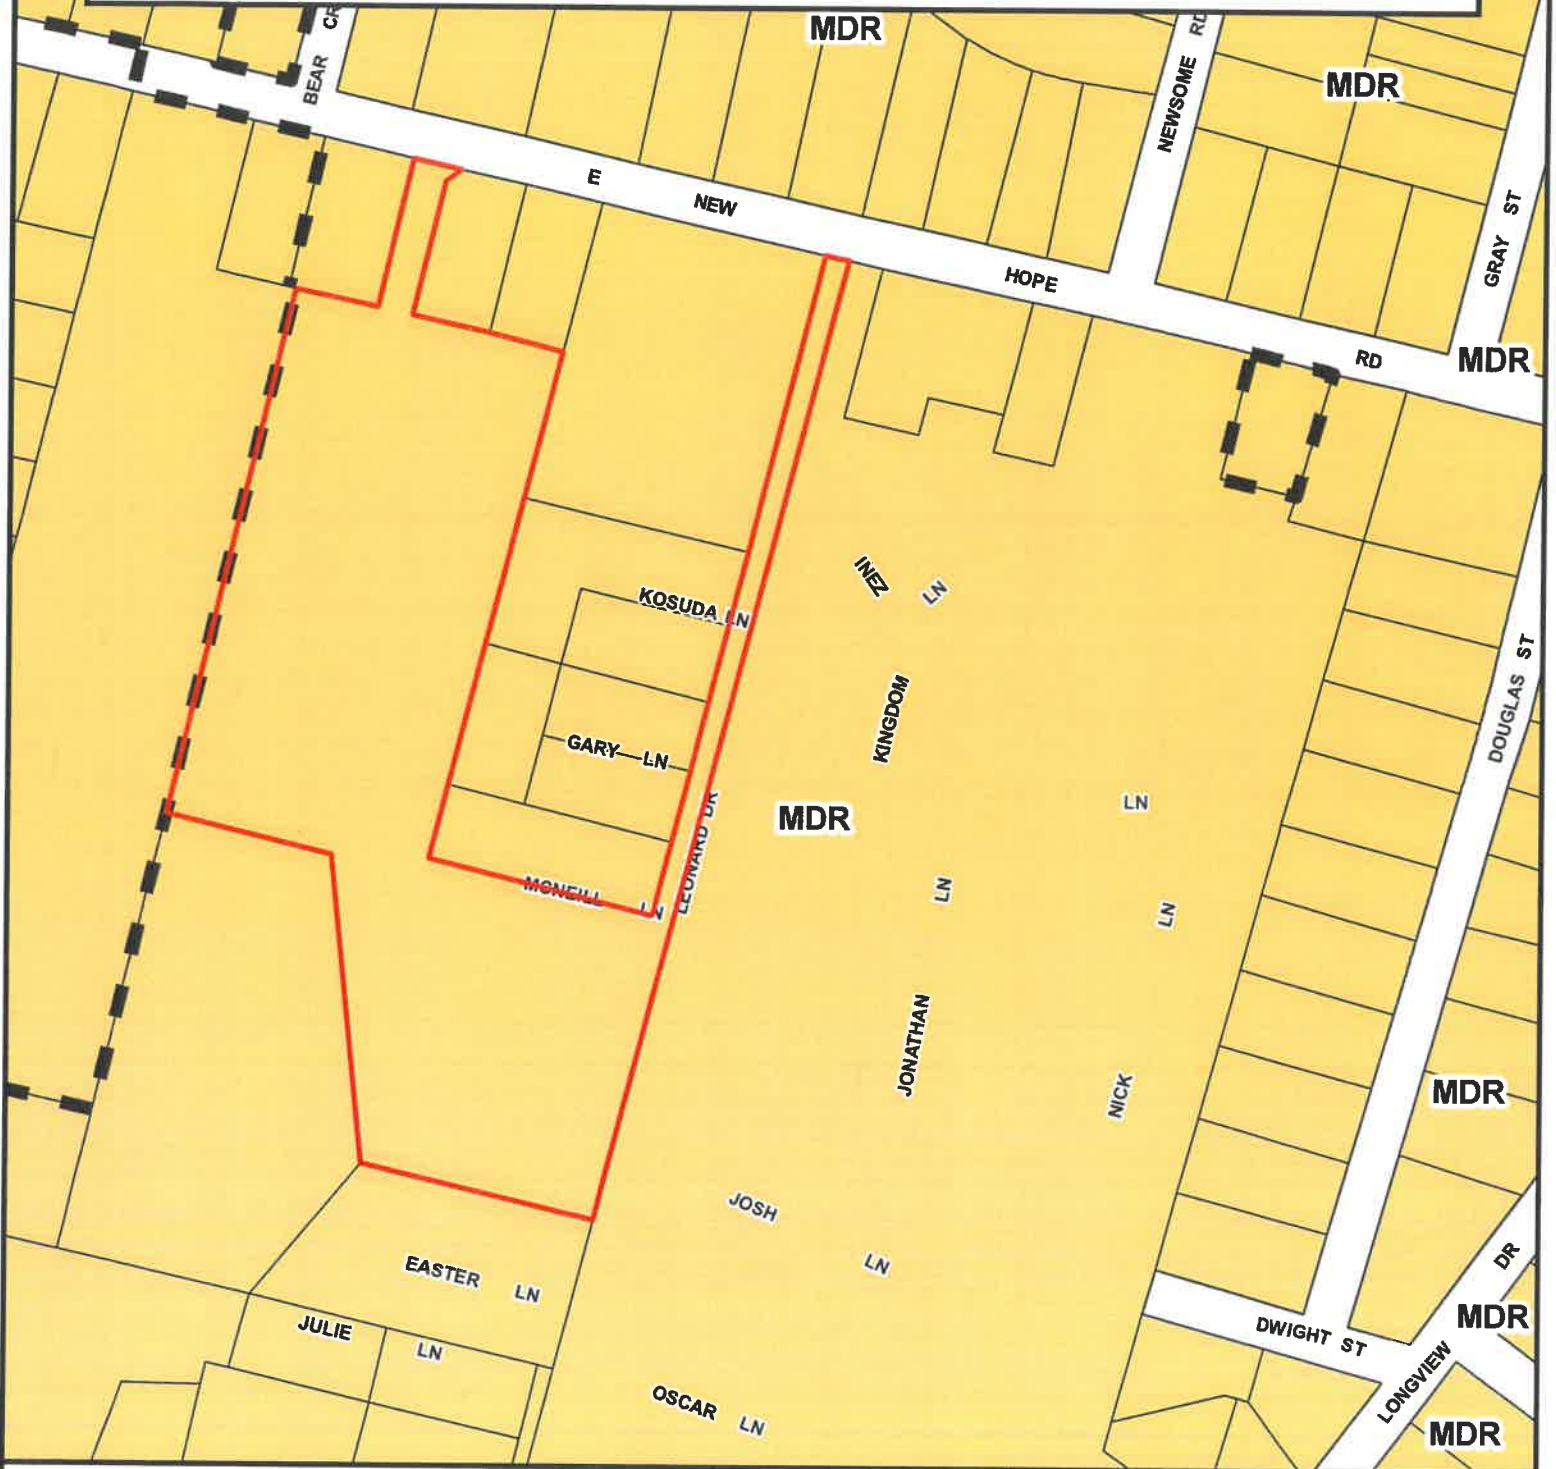 MDR
BEAR CR
NEWSOME RD
MDR
E NEW HOPE RD
GRAY ST
MDR
INEZ LN
KOSUDA LN
KINGDOM LN
GARY LN
DOUGLAS ST
LEONARD DR
MDR
LN
MCNEILL LN
LN
JONATHAN
NICK
MDR
JOSH LN
EASTER LN
JULIE LN
DWIGHT ST
LONGVIEW DR
MDR
OSCAR LN
MDR